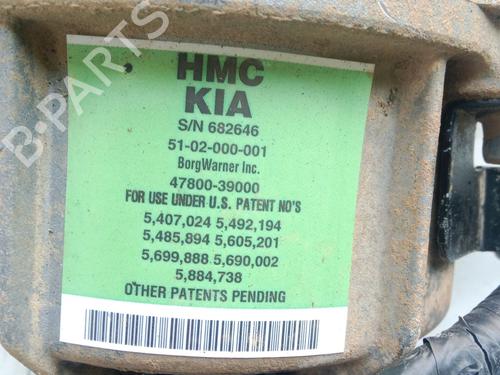 HMC
KIA
S/N 682646
51-02-000-001
BorgWarner Inc.
47800-39000
FOR USE UNDER U.S. PATENT NO'S
5,407,024 5,492,194
5,485,894 5,605,201
5,699,888 5,690,002
5,884,738
OTHER PATENTS PENDING
B-PARTS